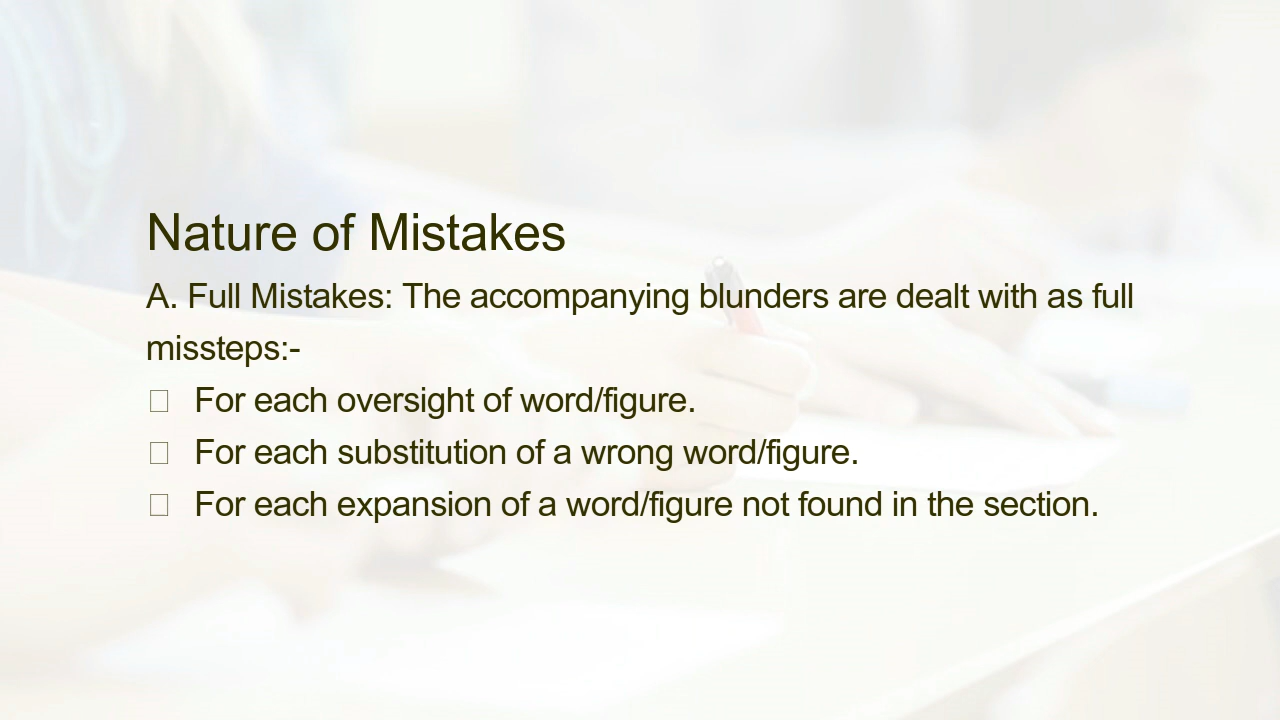 Nature of Mistakes
A. Full Mistakes: The accompanying blunders are dealt with as full
missteps:-
□ For each oversight of word/figure.
□ For each substitution of a wrong word/figure.
□ For each expansion of a word/figure not found in the section.